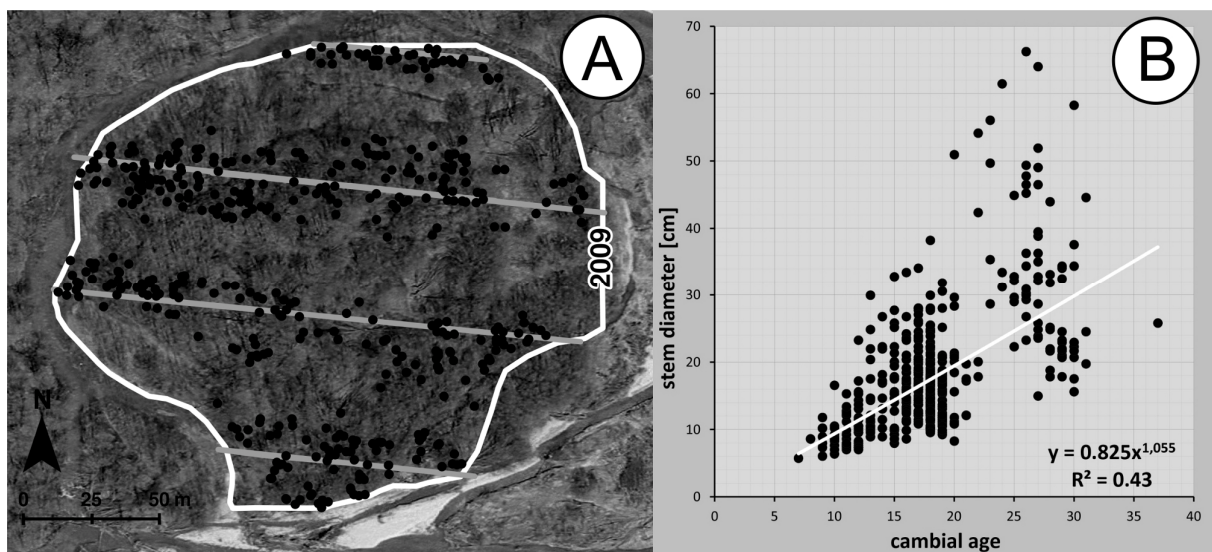 A
2009
N
0 25 50 m
B
stem diameter [cm]
70
60
50
40
30
20
10
0
y = 0.825x^1,055
R² = 0.43
0 5 10 15 20 25 30 35 40
cambial age